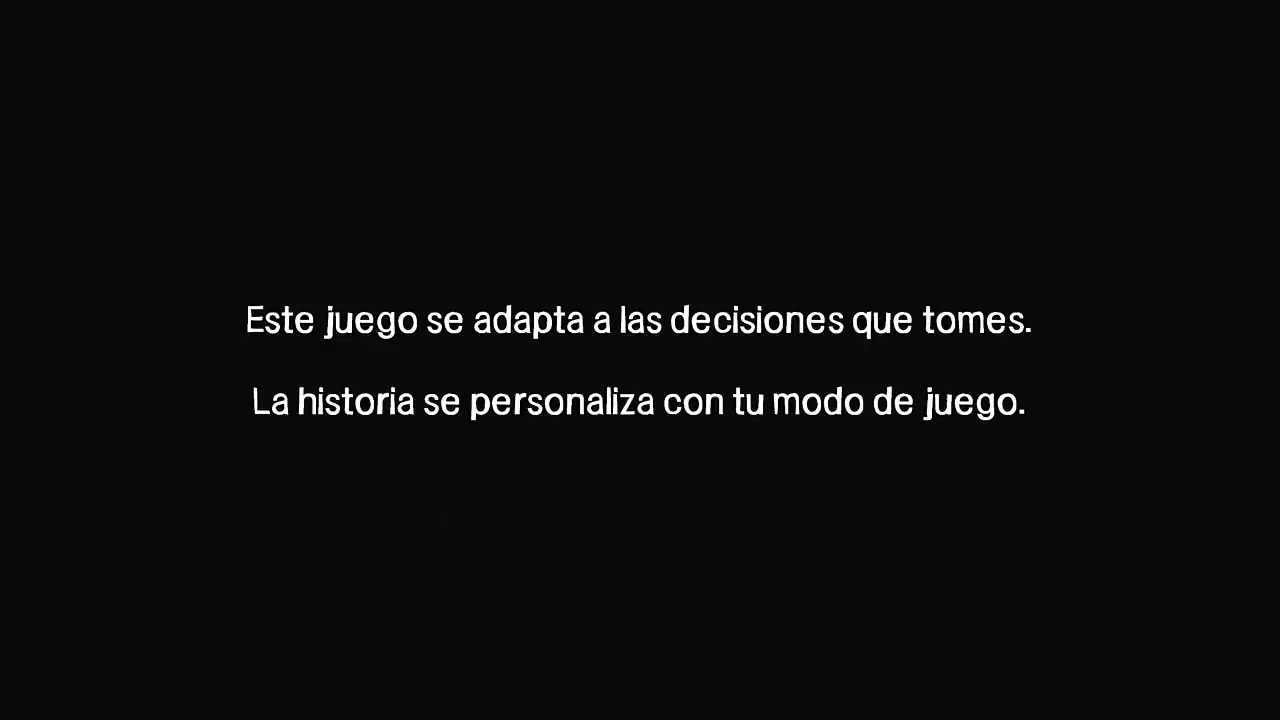 Este juego se adapta a las decisiones que tomes.
La historia se personaliza con tu modo de juego.